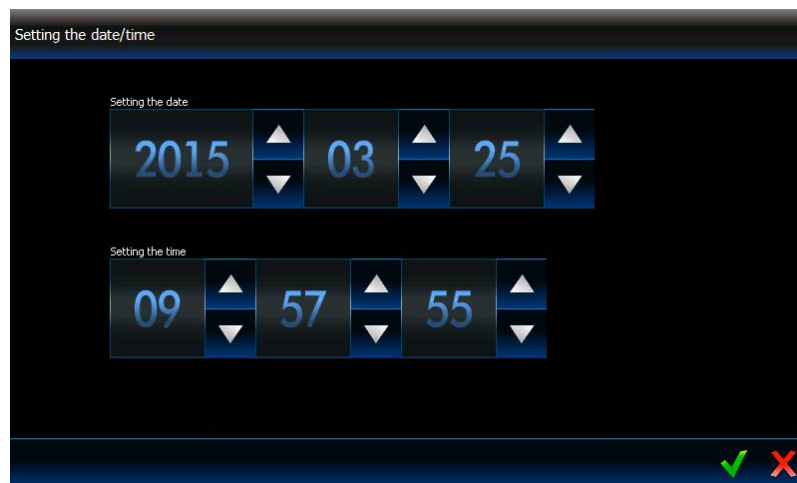 Setting the date/time
Setting the date
2015 03 25
Setting the time
09 57 55